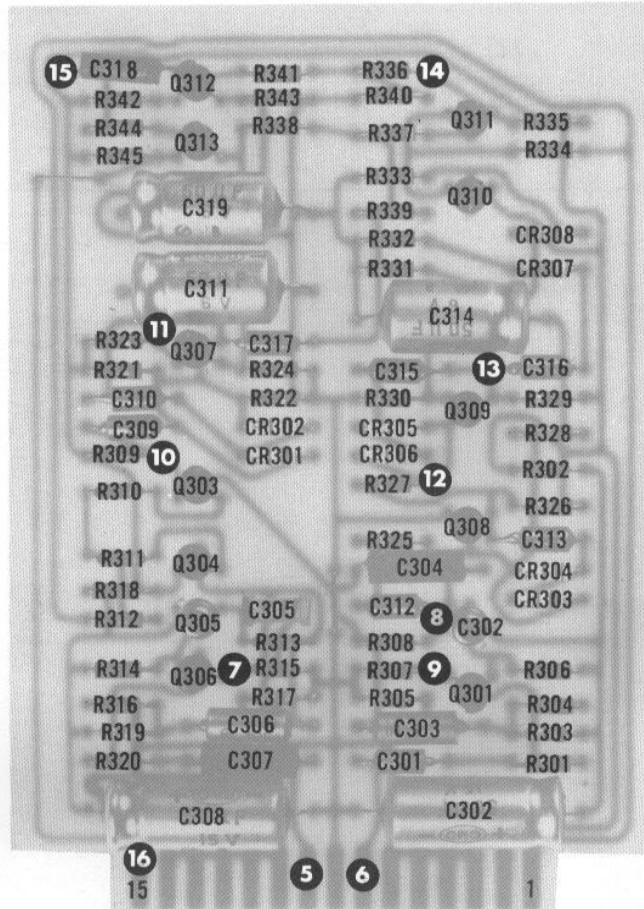 15 C318 Q312 R341 R336 14
R342 R343 R340
R344 Q313 R338 R337 Q311 R335
R345 R334
R333 Q310
C319 R339
R332 CR308
R331 CR307
C311 C314
50 µF
6 V
11
R323 Q307 C317
R321 R324 C315 13 C316
C310 R322 R330 Q309 R329
C309 CR302 CR305 R328
R309 10 CR301 CR306 R302
R310 Q303 R327 12 R326
Q308
R311 Q304 R325 C313
C304 CR304
R318 CR303
R312 Q305 C305 C312 8 C302
R313 R308
R314 Q306 7 R315 R307 9 R306
R316 R317 R305 Q301 R304
R319 C306 C303 R303
R320 C307 C301 R301
C308 C302
15 V
16 5 6
15 1